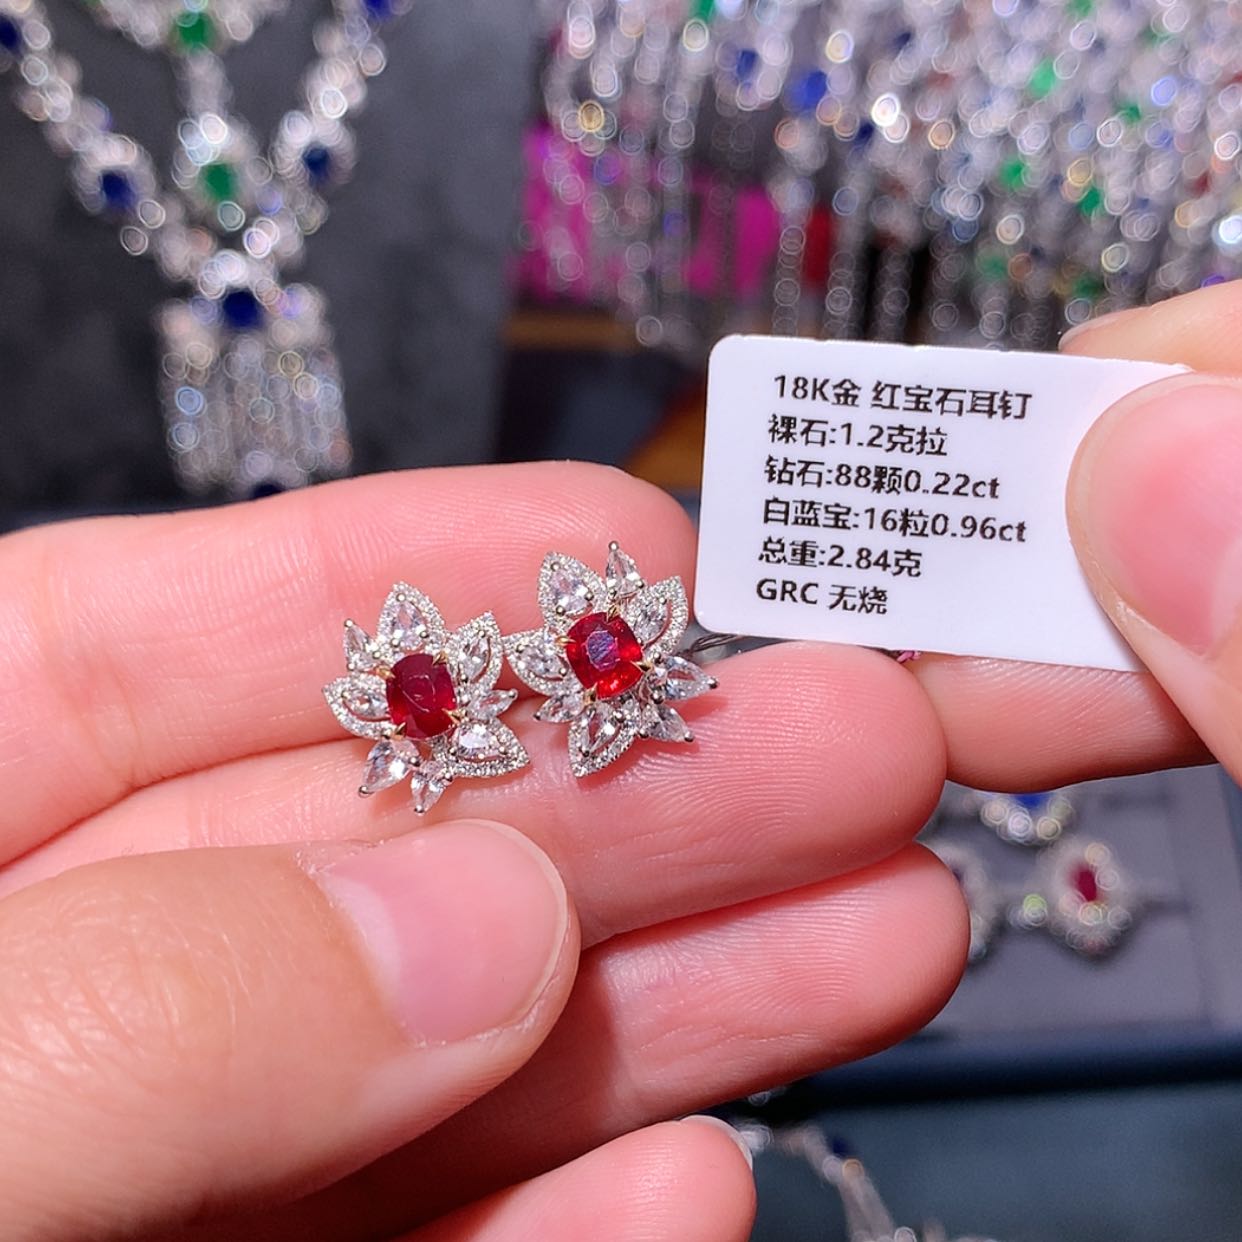 18K金 红宝石耳钉
裸石:1.2克拉
钻石:88颗0.22ct
白蓝宝:16粒0.96ct
总重:2.84克
GRC 无烧